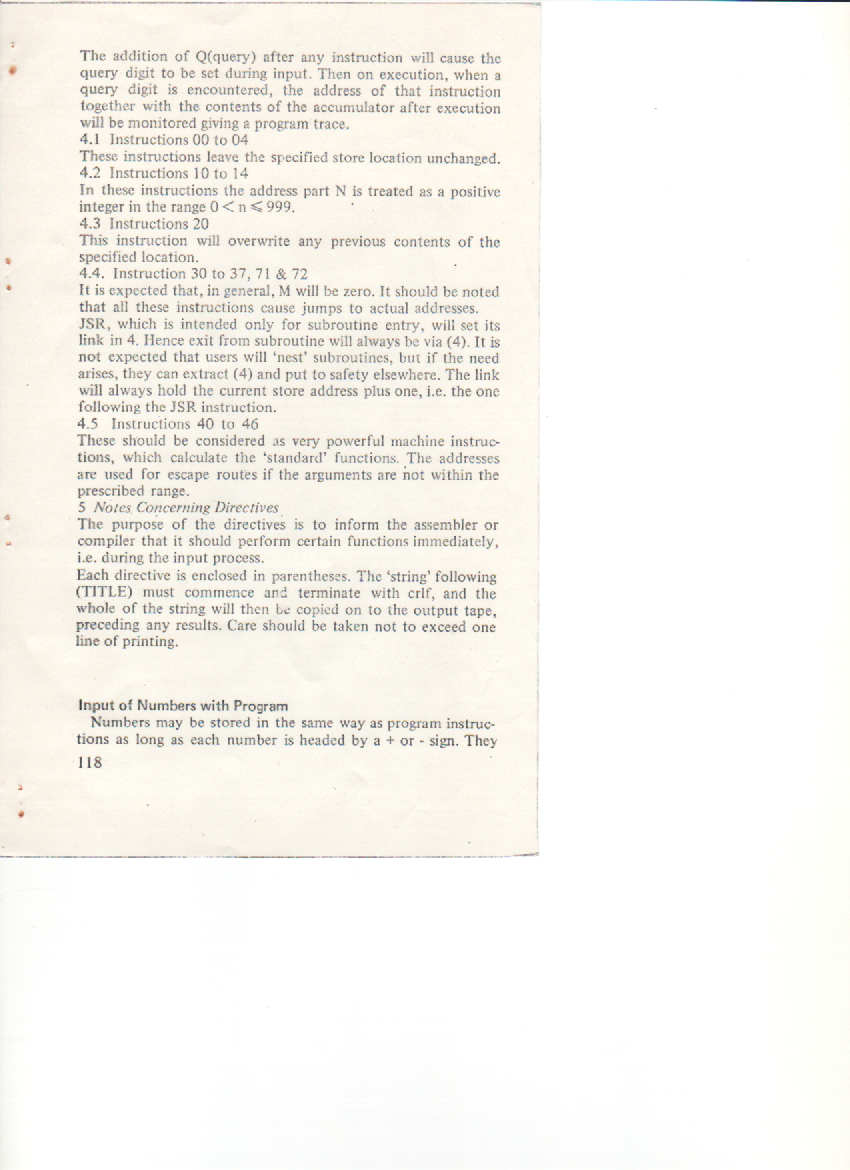 The addition of Q(query) after any instruction will cause the
query digit to be set during input. Then on execution, when a
query digit is encountered, the address of that instruction
together with the contents of the accumulator after execution
will be monitored giving a program trace.
4.1 Instructions 00 to 04
These instructions leave the specified store location unchanged.
4.2 Instructions 10 to 14
In these instructions the address part N is treated as a positive
integer in the range 0 < n ⩽ 999.
4.3 Instructions 20
This instruction will overwrite any previous contents of the
specified location.
4.4. Instruction 30 to 37, 71 & 72
It is expected that, in general, M will be zero. It should be noted
that all these instructions cause jumps to actual addresses.
JSR, which is intended only for subroutine entry, will set its
link in 4. Hence exit from subroutine will always be via (4). It is
not expected that users will ‘nest’ subroutines, but if the need
arises, they can extract (4) and put to safety elsewhere. The link
will always hold the current store address plus one, i.e. the one
following the JSR instruction.
4.5 Instructions 40 to 46
These should be considered as very powerful machine instruc-
tions, which calculate the ‘standard’ functions. The addresses
are used for escape routes if the arguments are not within the
prescribed range.
5 Notes Concerning Directives
The purpose of the directives is to inform the assembler or
compiler that it should perform certain functions immediately,
i.e. during the input process.
Each directive is enclosed in parentheses. The ‘string’ following
(TITLE) must commence and terminate with crlf, and the
whole of the string will then be copied on to the output tape,
preceding any results. Care should be taken not to exceed one
line of printing.
Input of Numbers with Program
Numbers may be stored in the same way as program instruc-
tions as long as each number is headed by a + or - sign. They
118